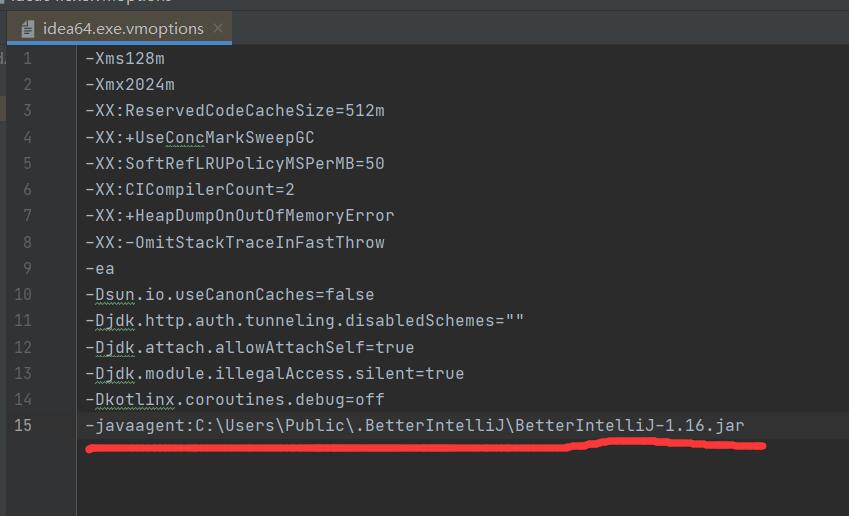 idea64.exe.vmoptions
1 -Xms128m
2 -Xmx2024m
3 -XX:ReservedCodeCacheSize=512m
4 -XX:+UseConcMarkSweepGC
5 -XX:SoftRefLRUPolicyMSPerMB=50
6 -XX:CICompilerCount=2
7 -XX:+HeapDumpOnOutOfMemoryError
8 -XX:-OmitStackTraceInFastThrow
9 -ea
10 -Dsun.io.useCanonCaches=false
11 -Djdk.http.auth.tunneling.disabledSchemes=""
12 -Djdk.attach.allowAttachSelf=true
13 -Djdk.module.illegalAccess.silent=true
14 -Dkotlinx.coroutines.debug=off
15 -javaagent:C:\Users\Public\.BetterIntelliJ\BetterIntelliJ-1.16.jar